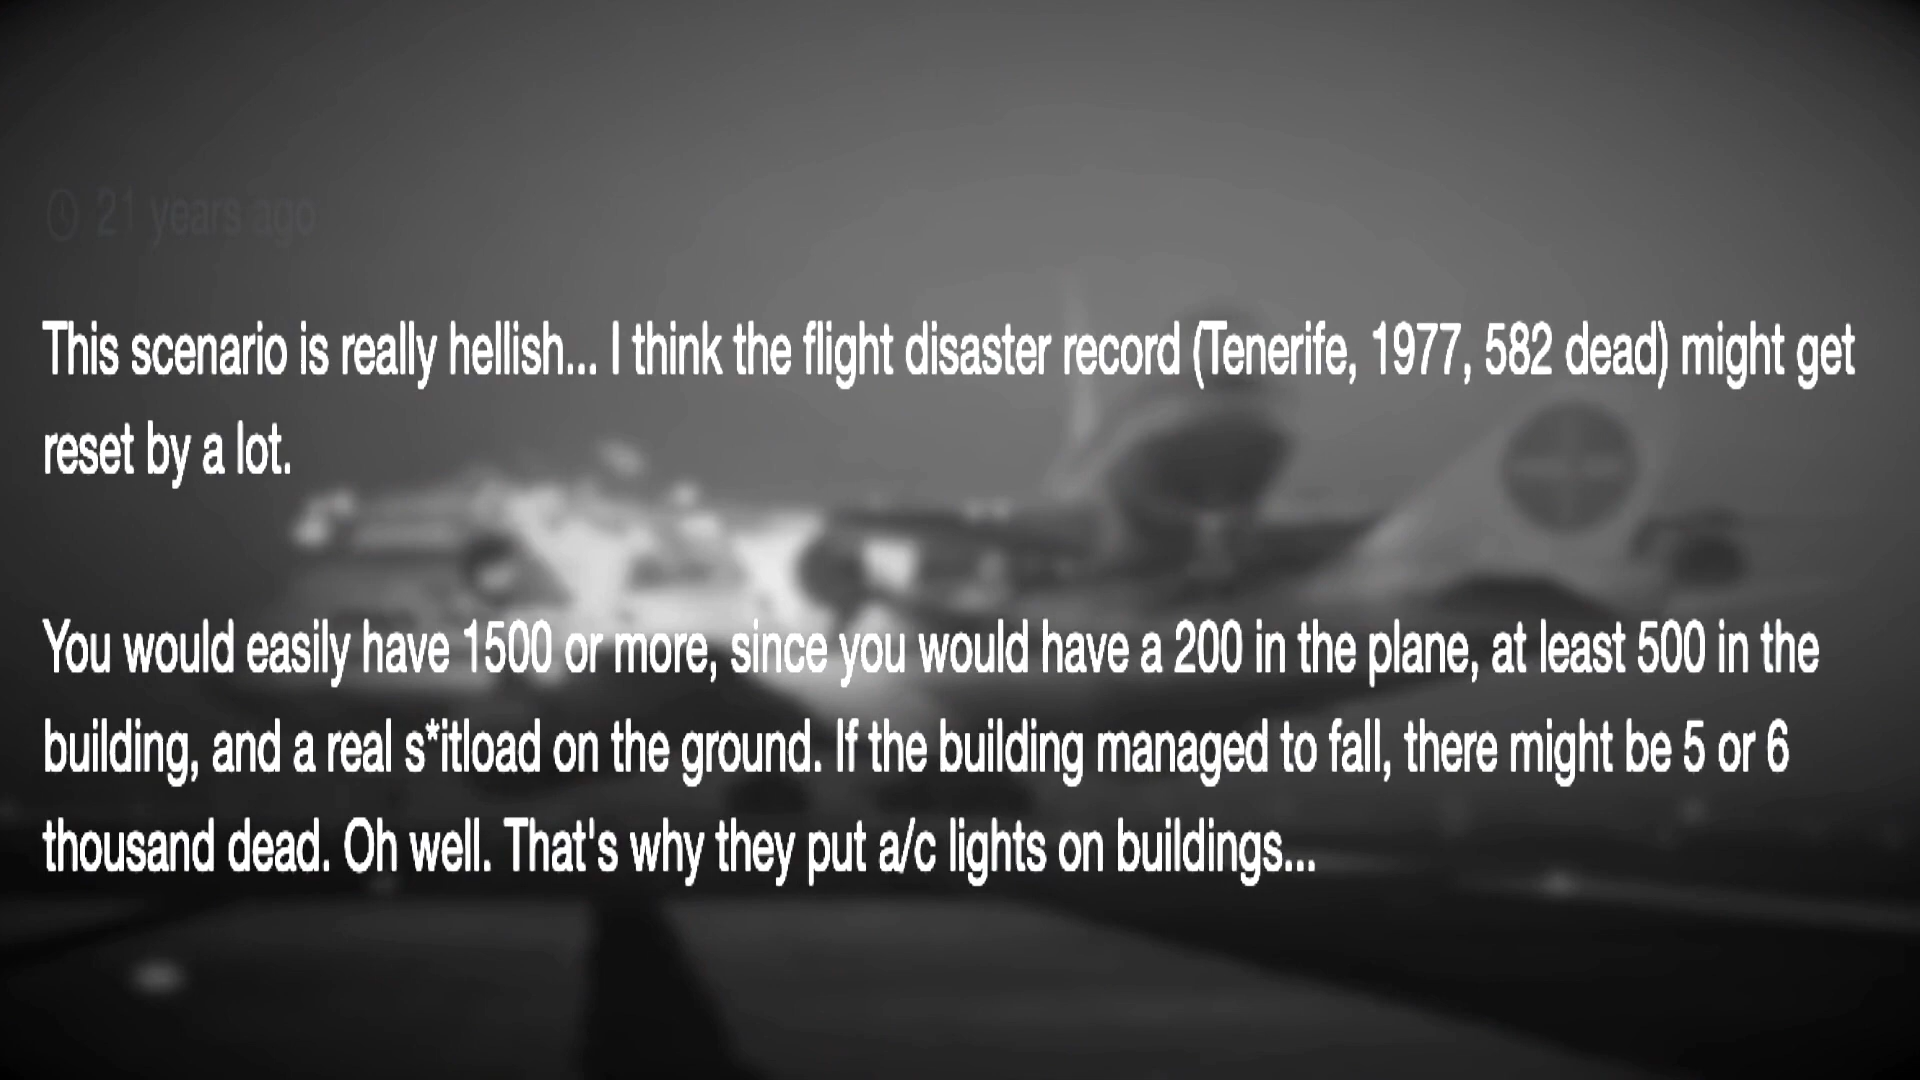 21 years ago
This scenario is really hellish... I think the flight disaster record (Tenerife, 1977, 582 dead) might get
reset by a lot.
You would easily have 1500 or more, since you would have a 200 in the plane, at least 500 in the
building, and a real s*itload on the ground. If the building managed to fall, there might be 5 or 6
thousand dead. Oh well. That's why they put a/c lights on buildings...